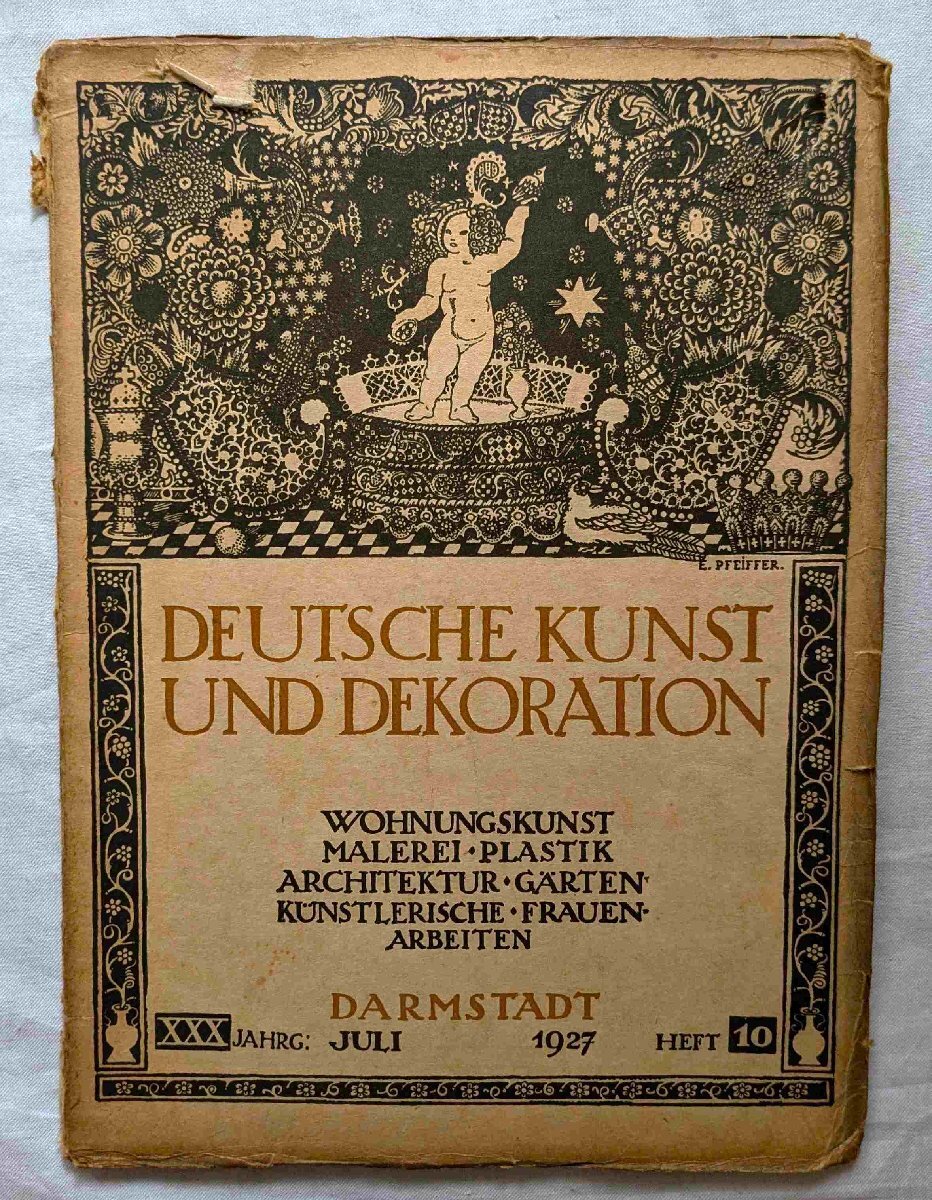 E. PFEIFFER.
DEUTSCHE KUNST
UND DEKORATION
WOHNUNGSKUNST
MALEREI · PLASTIK
ARCHITEKTUR · GÄRTEN ·
KÜNSTLERISCHE · FRAUEN-
ARBEITEN
DARMSTADT
XXX JAHRG: JULI 1927 HEFT 10